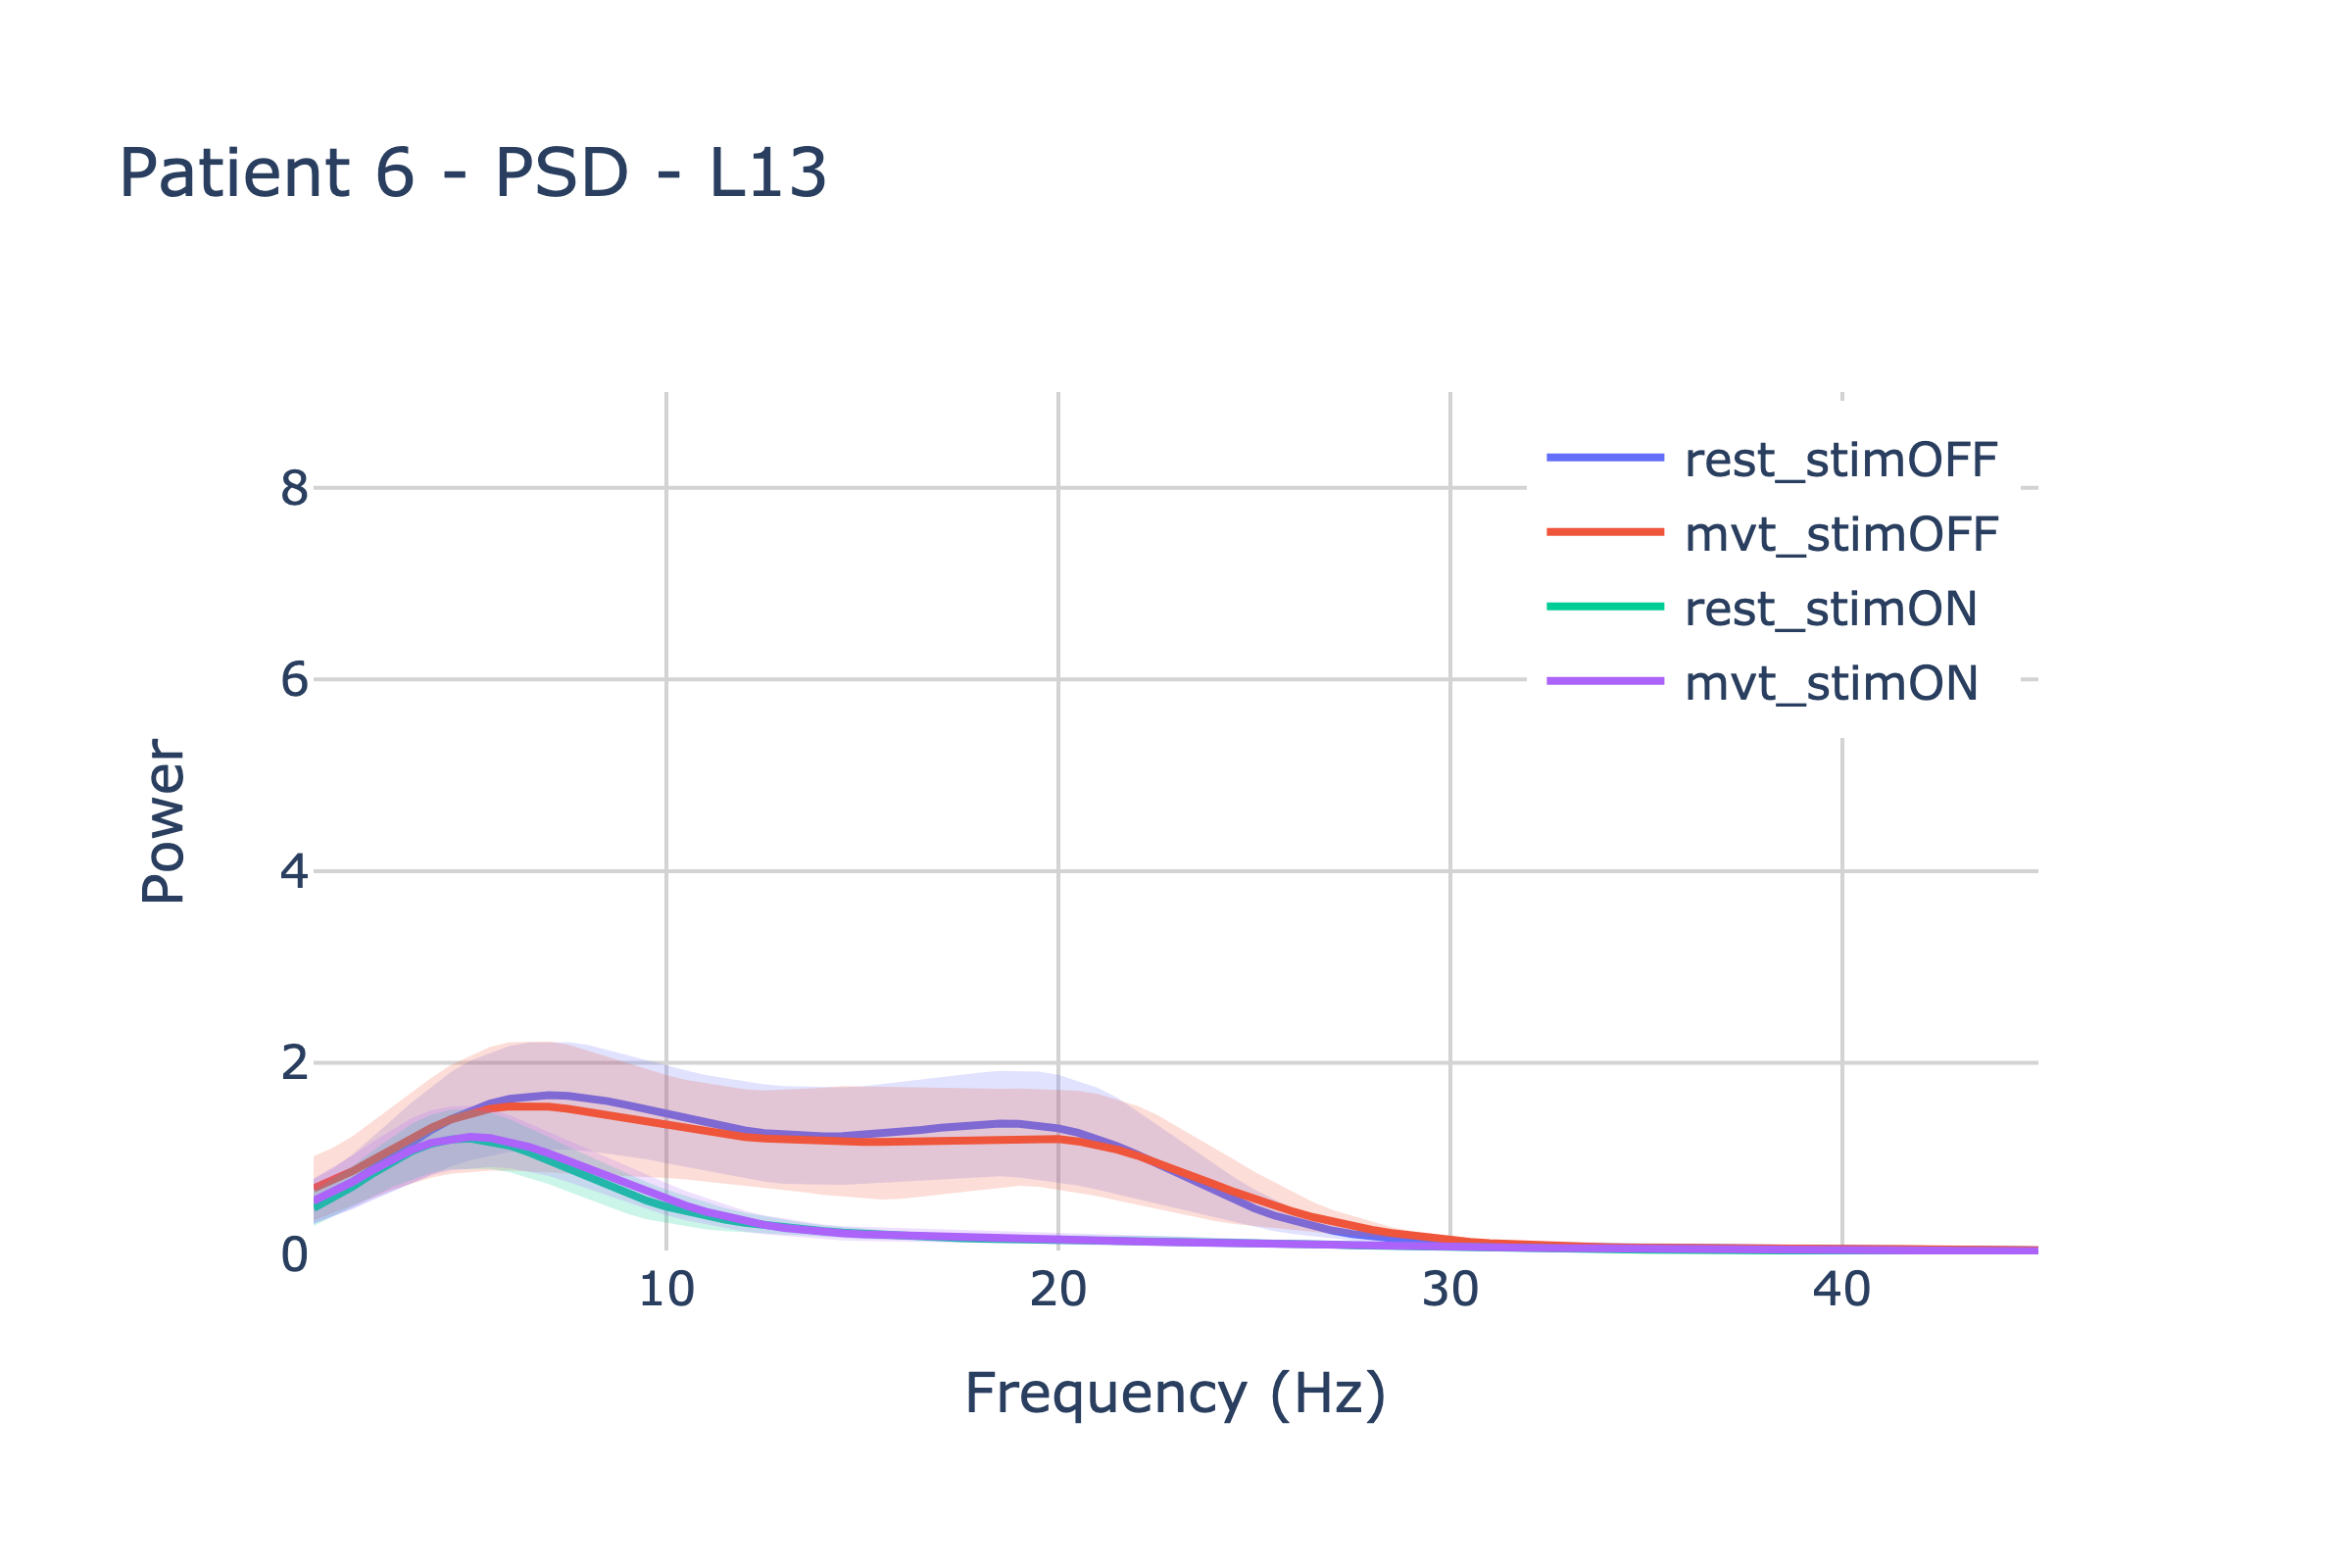 Patient 6 - PSD - L13
rest_stimOFF
mvt_stimOFF
rest_stimON
mvt_stimON
8
6
4
2
0
Power
10 20 30 40
Frequency (Hz)